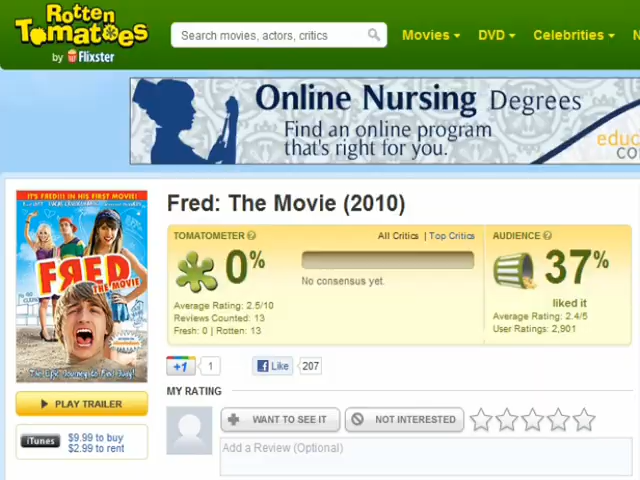 Rotten
Tomatoes
by Flixster
Search movies, actors, critics
Movies
DVD
Celebrities
N
Online Nursing Degrees
Find an online program
that's right for you.
educ
CO
IT'S FRED!!! IN HIS FIRST MOVIE!
FRED
THE MOVIE
Fred: The Movie (2010)
TOMATOMETER ?
All Critics | Top Critics
0%
No consensus yet.
Average Rating: 2.5/10
Reviews Counted: 13
Fresh: 0 | Rotten: 13
AUDIENCE ?
37%
liked it
Average Rating: 2.4/5
User Ratings: 2,901
+1 1
Like 207
PLAY TRAILER
iTunes
$9.99 to buy
$2.99 to rent
MY RATING
WANT TO SEE IT
NOT INTERESTED
Add a Review (Optional)